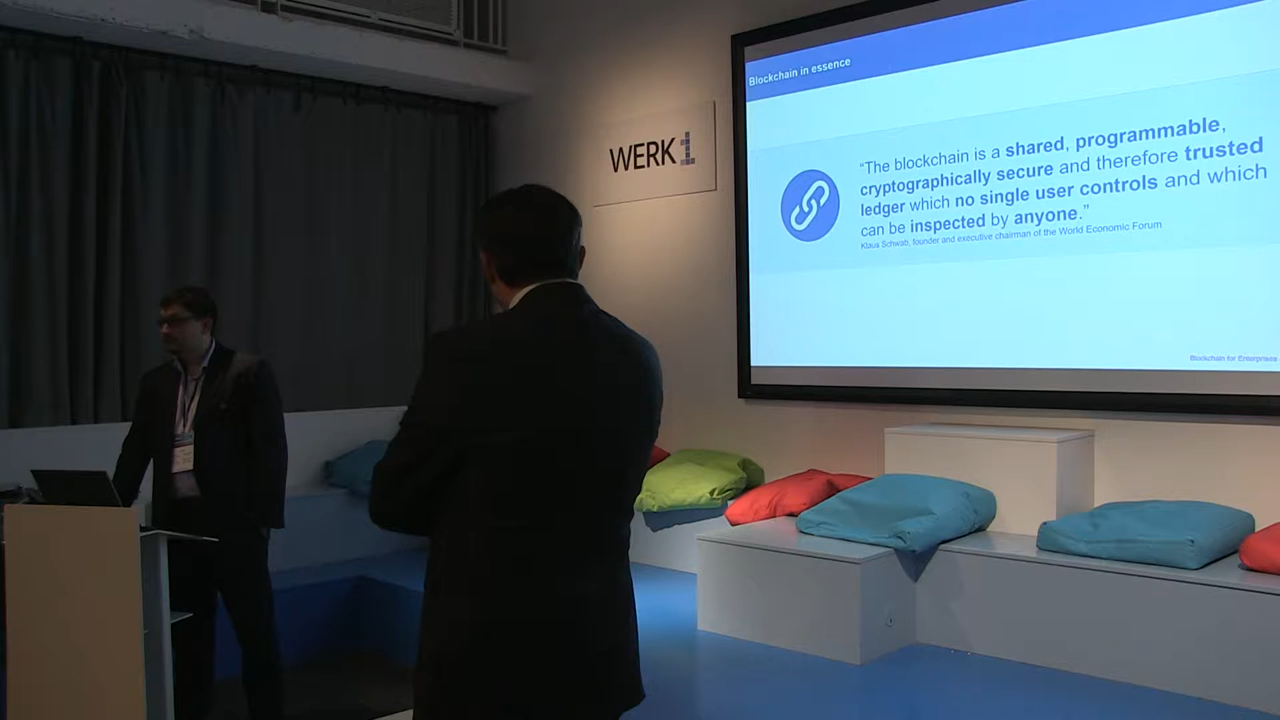 Blockchain in essence
WERK1
“The blockchain is a shared, programmable,
cryptographically secure and therefore trusted
ledger which no single user controls and which
can be inspected by anyone.”
Klaus Schwab, founder and executive chairman of the World Economic Forum
Blockchain for Enterprises